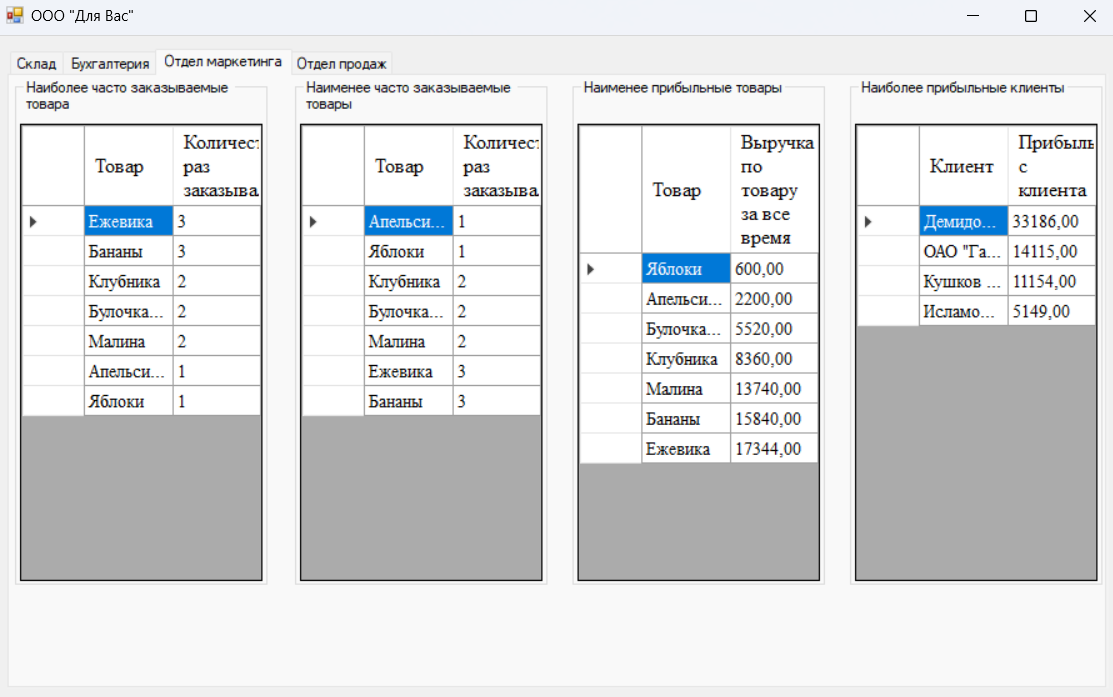 ООО "Для Вас"
Склад Бухгалтерия Отдел маркетинга Отдел продаж
Наиболее часто заказываемые
товара
Товар Количест
раз
заказыва
Ежевика 3
Бананы 3
Клубника 2
Булочка... 2
Малина 2
Апельси... 1
Яблоки 1
Наименее часто заказываемые
товары
Товар Количест
раз
заказыва
Апельси... 1
Яблоки 1
Клубника 2
Булочка... 2
Малина 2
Ежевика 3
Бананы 3
Наименее прибыльные товары
Товар Выручка
по
товару
за все
время
Яблоки 600,00
Апельси... 2200,00
Булочка... 5520,00
Клубника 8360,00
Малина 13740,00
Бананы 15840,00
Ежевика 17344,00
Наиболее прибыльные клиенты
Клиент Прибыль
с
клиента
Демидо... 33186,00
ОАО "Га... 14115,00
Кушков ... 11154,00
Исламо... 5149,00